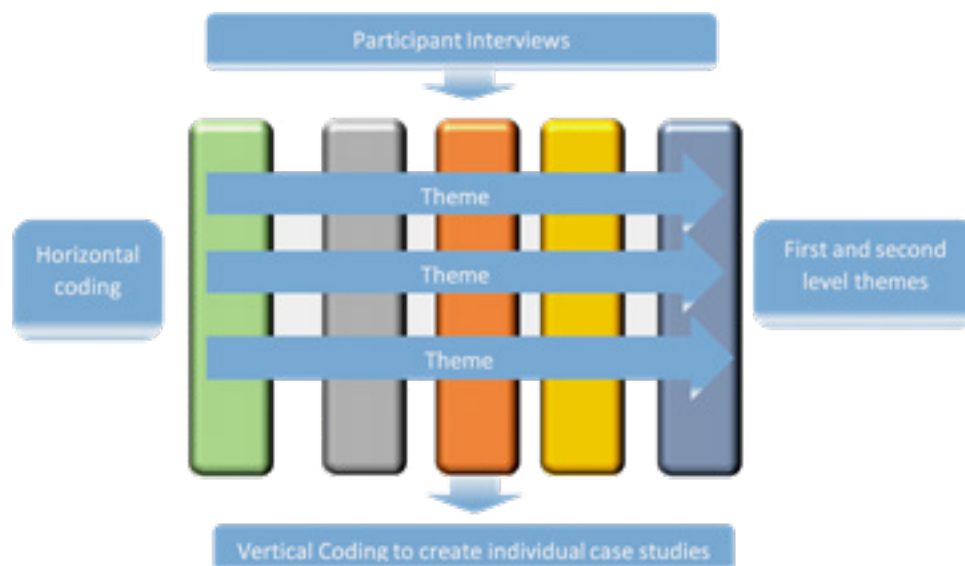 Participant Interviews
Theme
Horizontal
coding
Theme
First and second
level themes
Theme
Vertical Coding to create individual case studies